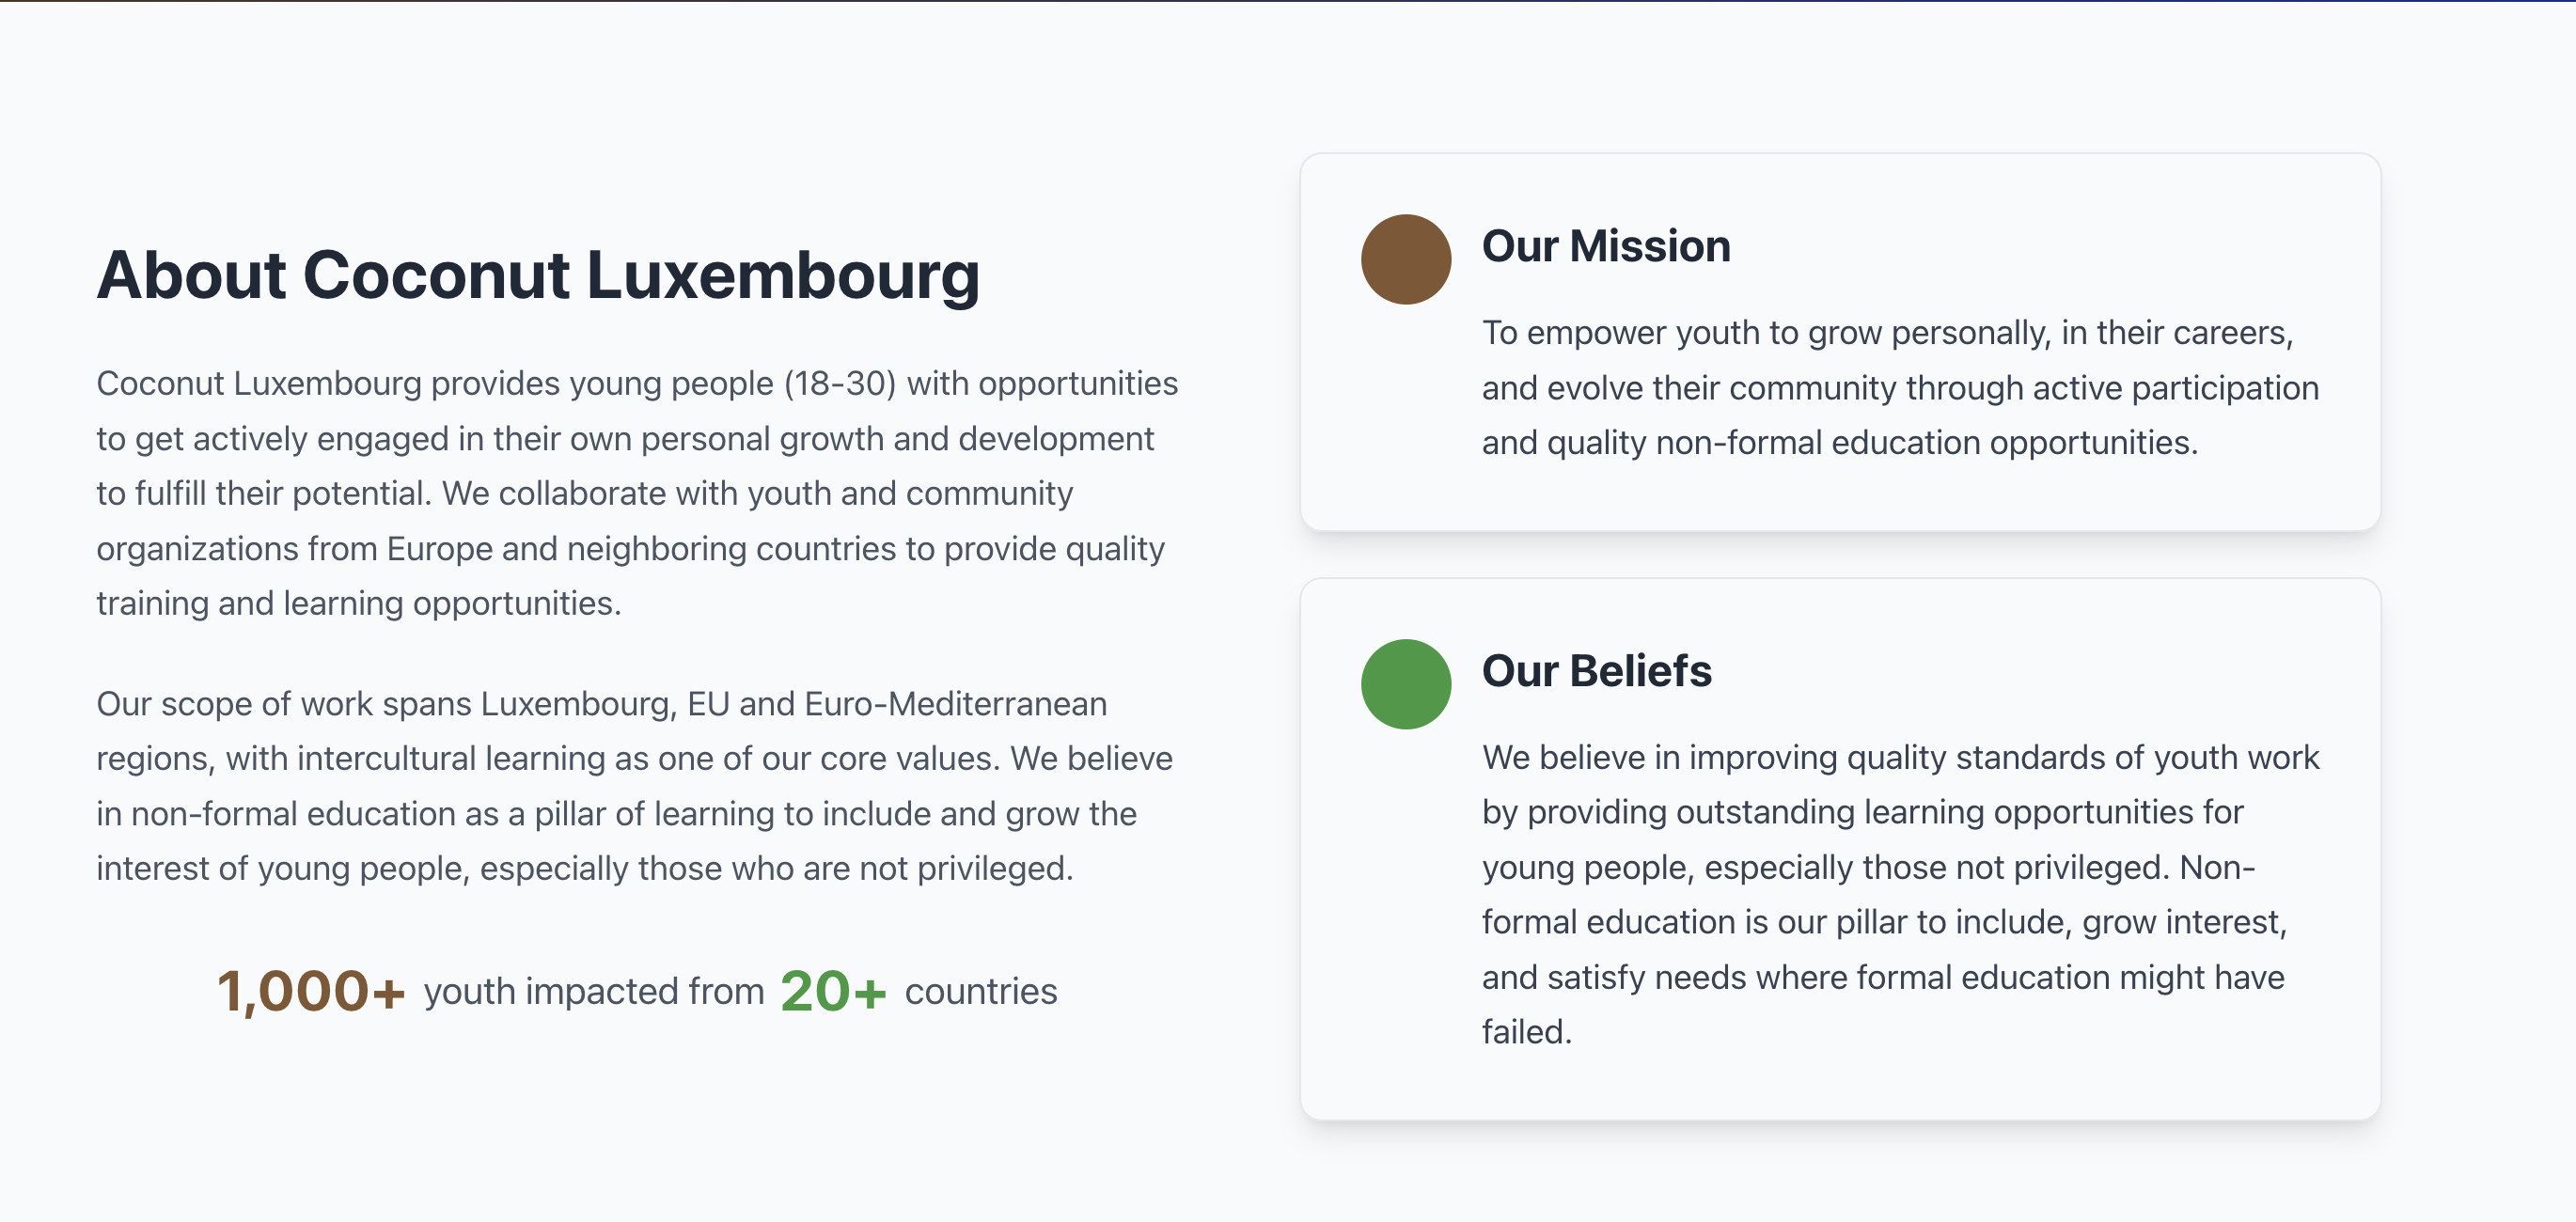 About Coconut Luxembourg
Coconut Luxembourg provides young people (18-30) with opportunities
to get actively engaged in their own personal growth and development
to fulfill their potential. We collaborate with youth and community
organizations from Europe and neighboring countries to provide quality
training and learning opportunities.
Our scope of work spans Luxembourg, EU and Euro-Mediterranean
regions, with intercultural learning as one of our core values. We believe
in non-formal education as a pillar of learning to include and grow the
interest of young people, especially those who are not privileged.
1,000+ youth impacted from 20+ countries
Our Mission
To empower youth to grow personally, in their careers,
and evolve their community through active participation
and quality non-formal education opportunities.
Our Beliefs
We believe in improving quality standards of youth work
by providing outstanding learning opportunities for
young people, especially those not privileged. Non-
formal education is our pillar to include, grow interest,
and satisfy needs where formal education might have
failed.